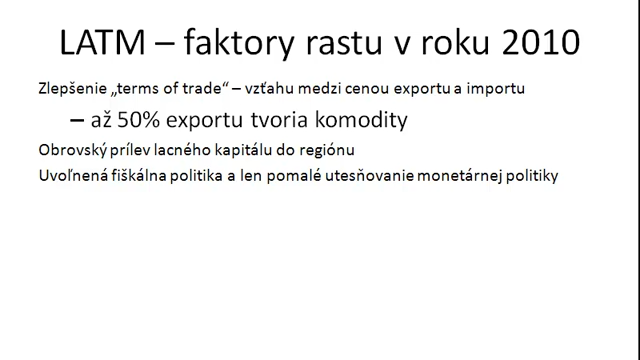 LATM – faktory rastu v roku 2010
Zlepšenie „terms of trade“ – vzťahu medzi cenou exportu a importu
– až 50% exportu tvoria komodity
Obrovský prílev lacného kapitálu do regiónu
Uvoľnená fiškálna politika a len pomalé utesňovanie monetárnej politiky